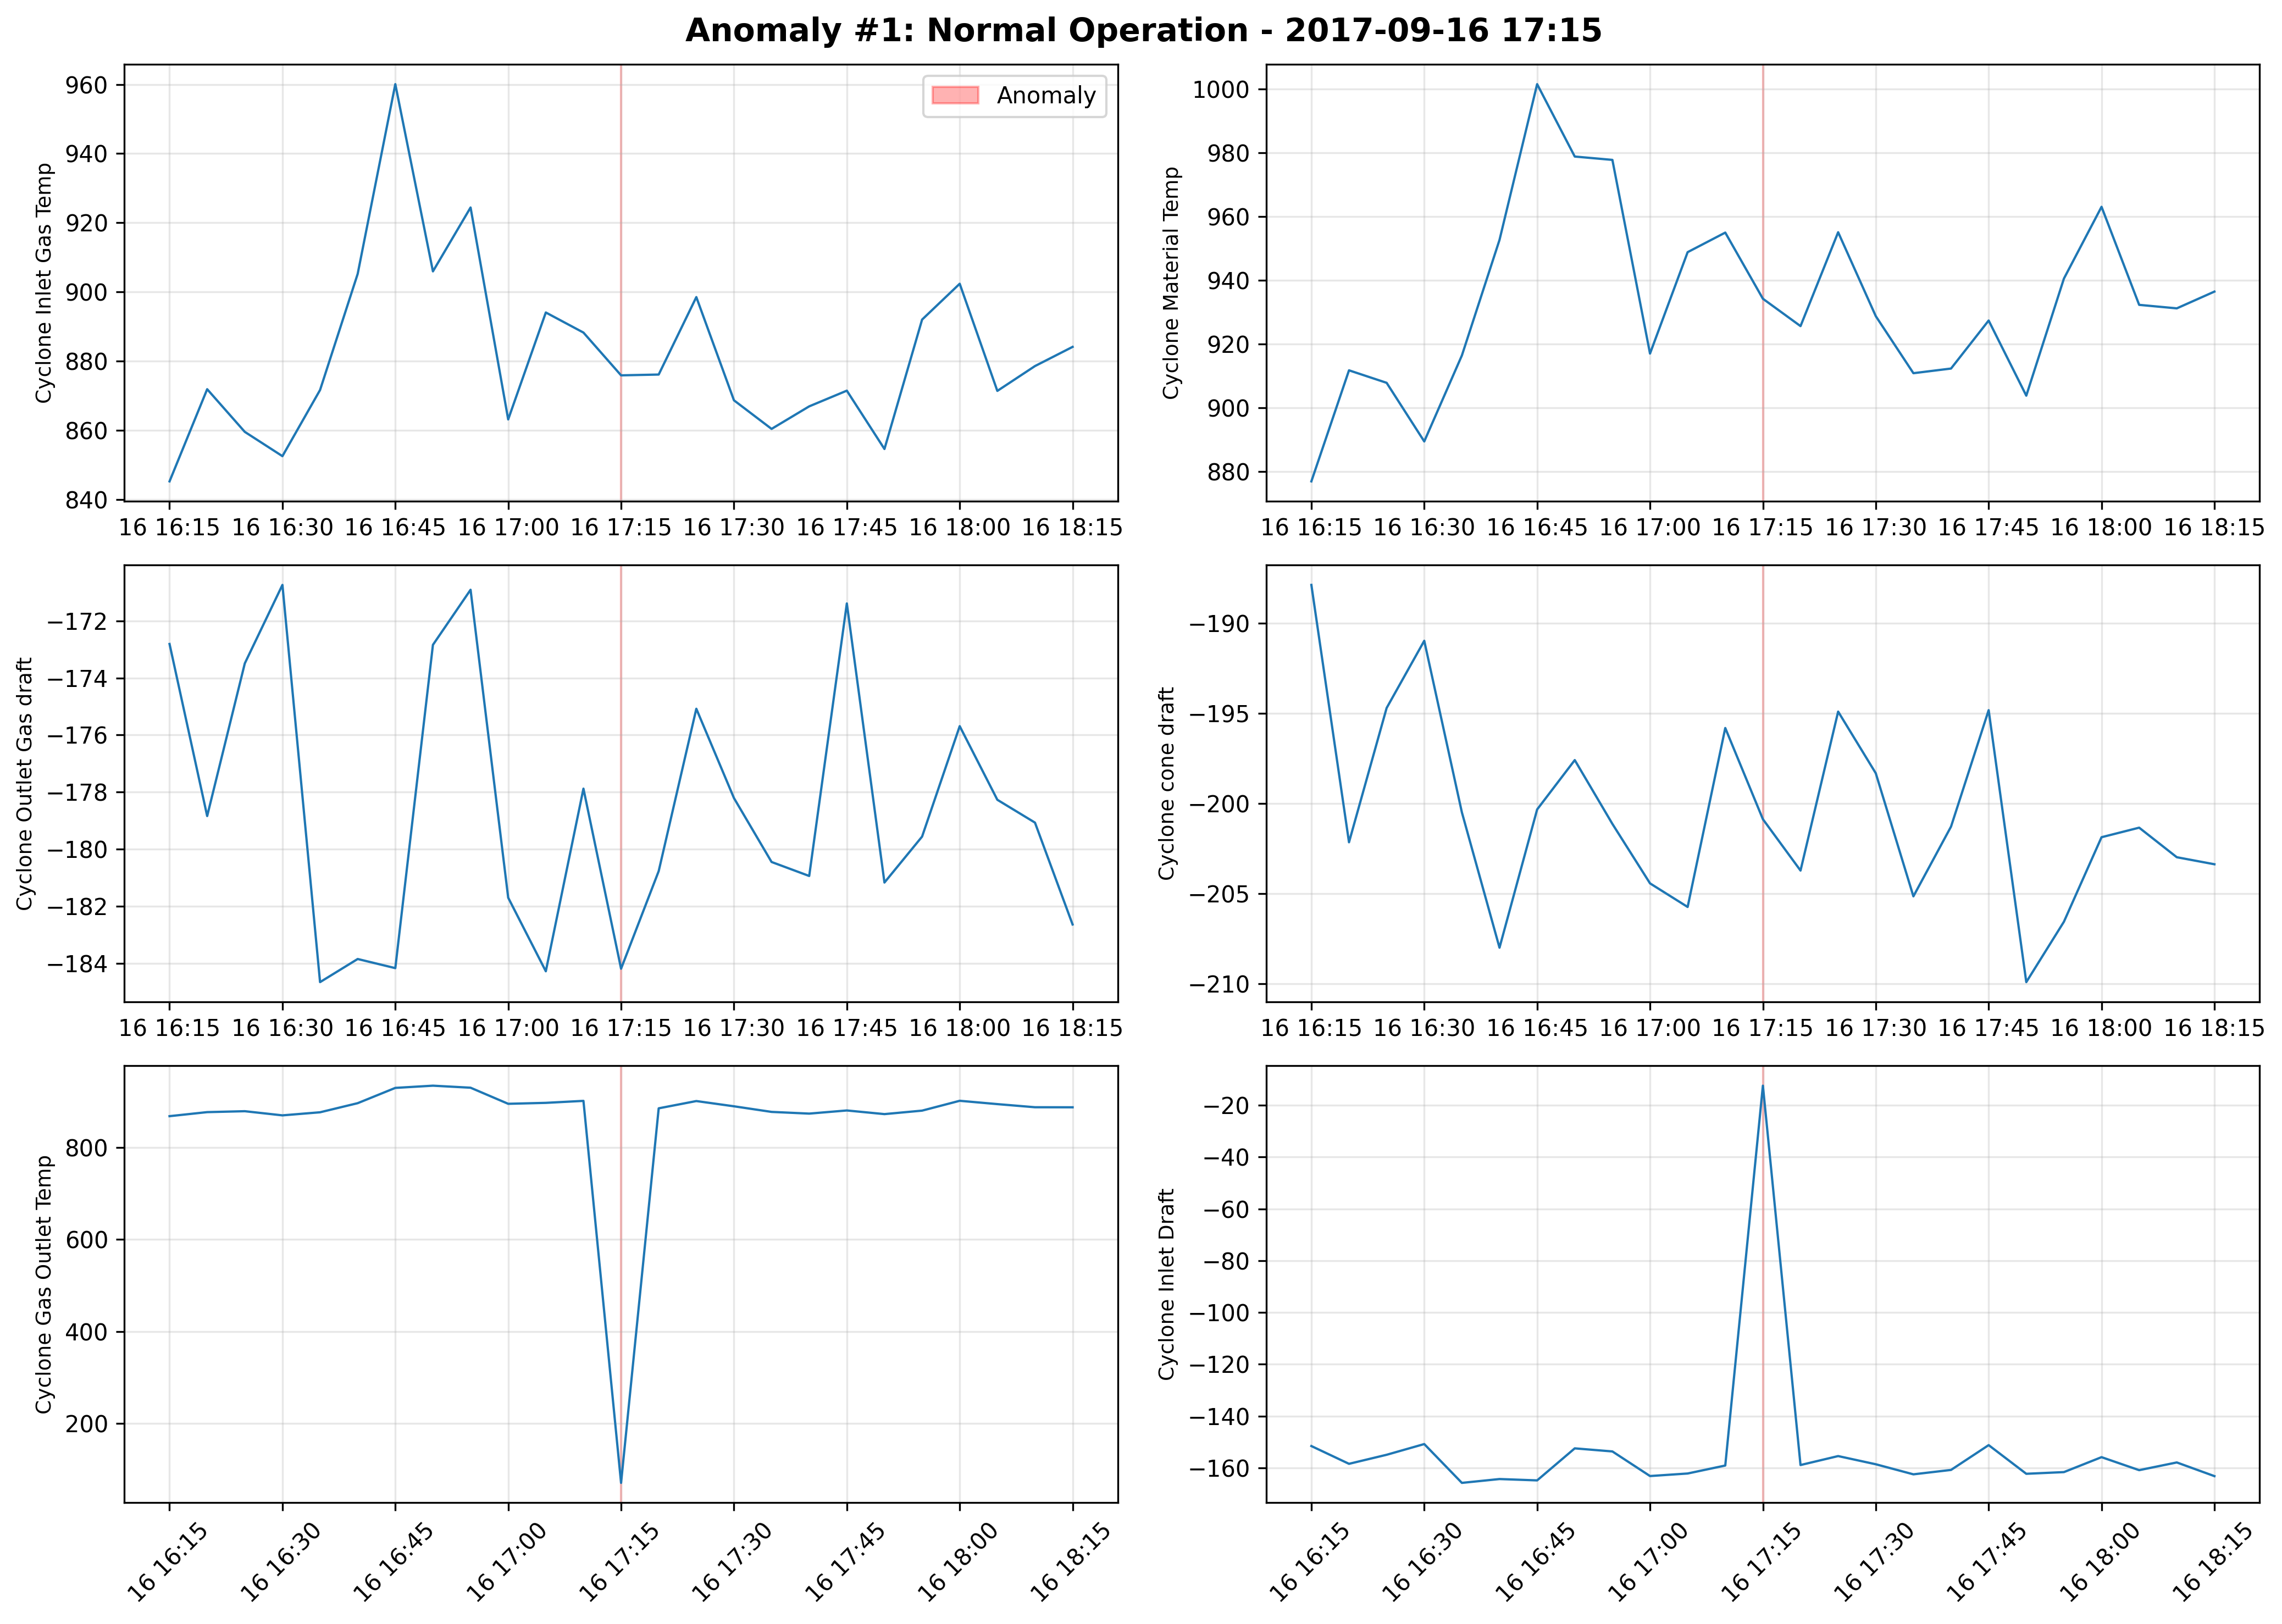 Anomaly #1: Normal Operation - 2017-09-16 17:15
Cyclone Inlet Gas Temp
960
940
920
900
880
860
840
Anomaly
16 16:15 16 16:30 16 16:45 16 17:00 16 17:15 16 17:30 16 17:45 16 18:00 16 18:15
Cyclone Material Temp
1000
980
960
940
920
900
880
16 16:15 16 16:30 16 16:45 16 17:00 16 17:15 16 17:30 16 17:45 16 18:00 16 18:15
Cyclone Outlet Gas draft
−172
−174
−176
−178
−180
−182
−184
16 16:15 16 16:30 16 16:45 16 17:00 16 17:15 16 17:30 16 17:45 16 18:00 16 18:15
Cyclone cone draft
−190
−195
−200
−205
−210
16 16:15 16 16:30 16 16:45 16 17:00 16 17:15 16 17:30 16 17:45 16 18:00 16 18:15
Cyclone Gas Outlet Temp
800
600
400
200
16 16:15 16 16:30 16 16:45 16 17:00 16 17:15 16 17:30 16 17:45 16 18:00 16 18:15
Cyclone Inlet Draft
−20
−40
−60
−80
−100
−120
−140
−160
16 16:15 16 16:30 16 16:45 16 17:00 16 17:15 16 17:30 16 17:45 16 18:00 16 18:15